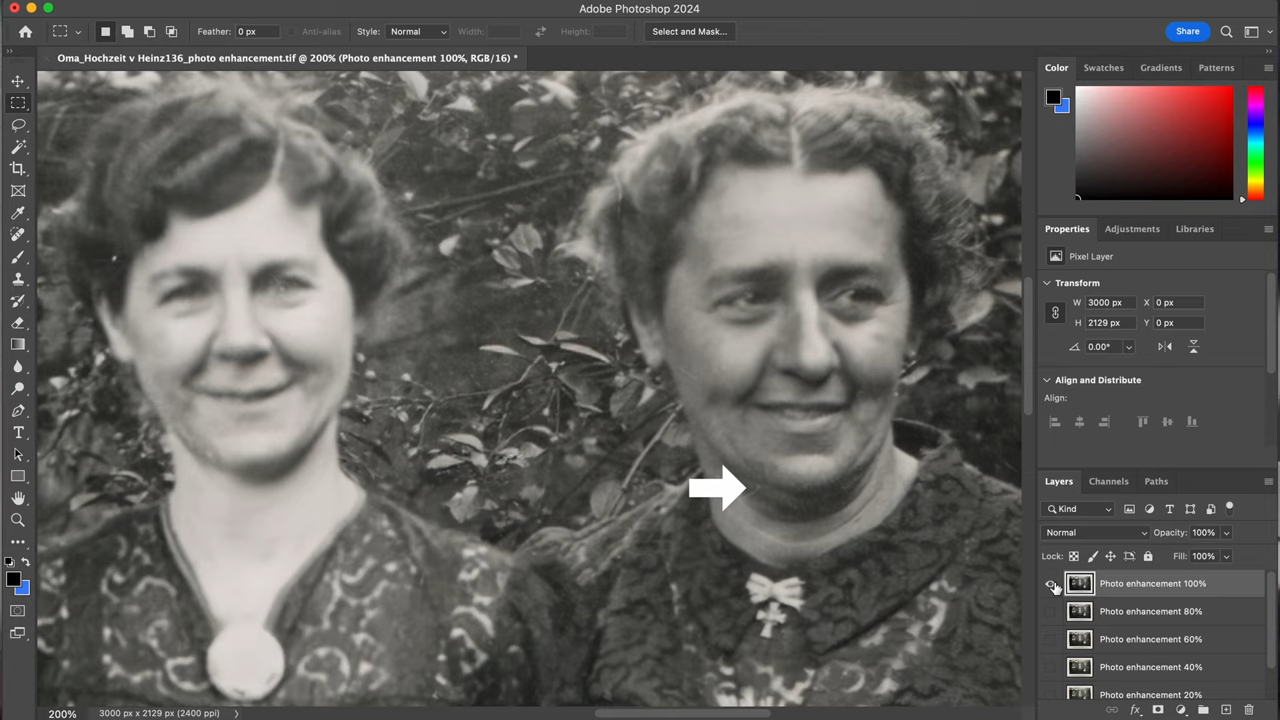 Adobe Photoshop 2024
Feather: 0 px Anti-alias Style: Normal Width: Height: Select and Mask... Share
Oma_Hochzeit v Heinz136_photo enhancement.tif @ 200% (Photo enhancement 100%, RGB/16) *
Color Swatches Gradients Patterns
Properties Adjustments Libraries
Pixel Layer
Transform
W 3000 px X 0 px
H 2129 px Y 0 px
0.00°
Align and Distribute
Align:
Layers Channels Paths
Kind
Normal Opacity: 100%
Lock: Fill: 100%
Photo enhancement 100%
Photo enhancement 80%
Photo enhancement 60%
Photo enhancement 40%
Photo enhancement 20%
200% 3000 px x 2129 px (2400 ppi)